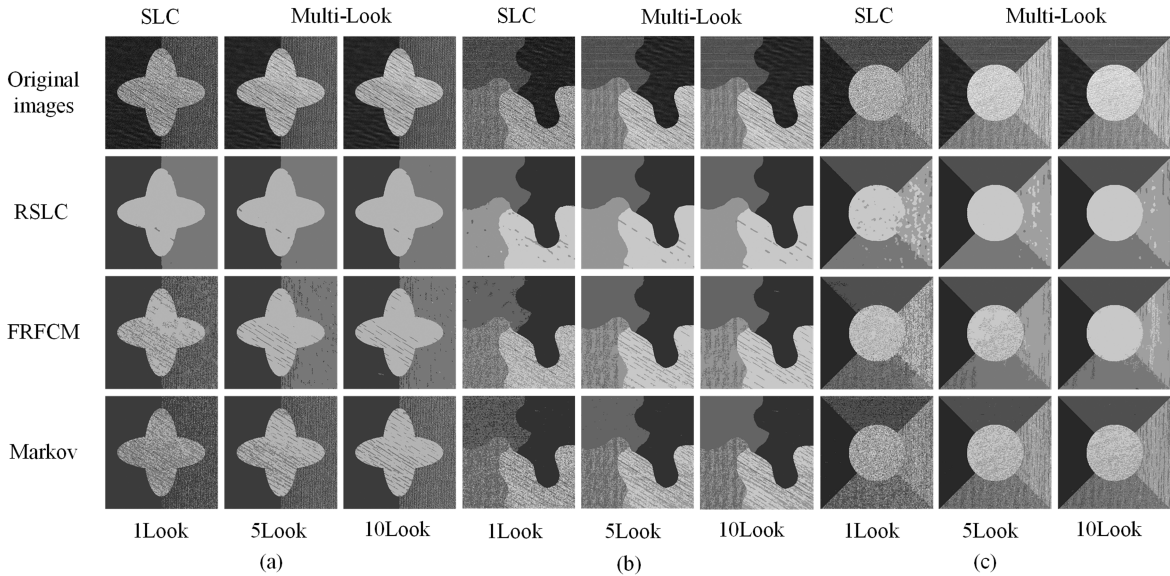 SLC Multi-Look SLC Multi-Look SLC Multi-Look
Original
images
RSLC
FRFCM
Markov
1Look 5Look 10Look 1Look 5Look 10Look 1Look 5Look 10Look
(a) (b) (c)